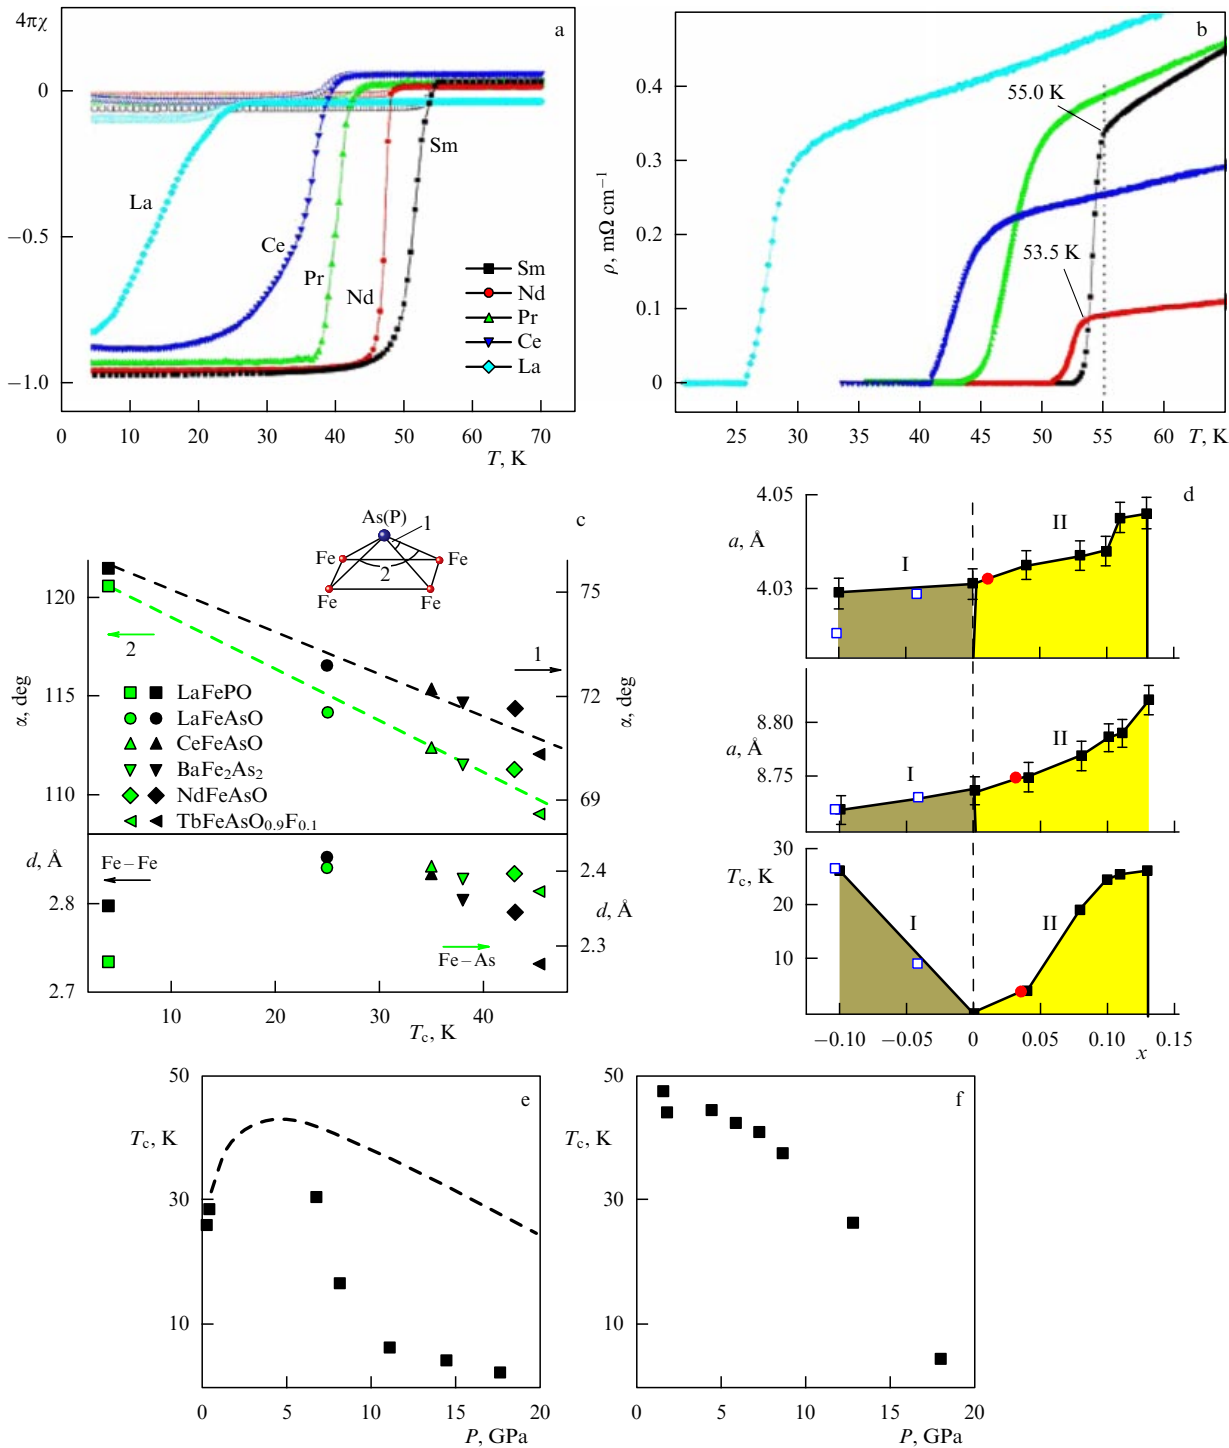 4πχ
a
0
−0.5
−1.0
La
Ce
Pr
Nd
Sm
Sm
Nd
Pr
Ce
La
0 10 20 30 40 50 60 70
T, K
b
ρ, mΩ cm⁻¹
0.4
0.3
0.2
0.1
0
55.0 K
53.5 K
25 30 35 40 45 50 55 60 T, K
c
As(P)
1
Fe Fe
2
Fe Fe
α, deg
120
115
110
75
72
69
α, deg
2
1
LaFePO
LaFeAsO
CeFeAsO
BaFe₂As₂
NdFeAsO
TbFeAsO₀.₉F₀.₁
d, Å
Fe–Fe
2.8
2.7
2.4
d, Å
2.3
Fe–As
10 20 30 40
T_c, K
d
4.05
a, Å
4.03
I
II
8.80
a, Å
8.75
I
II
30
T_c, K
20
10
I
II
−0.10 −0.05 0 0.05 0.10 0.15
x
e
50
T_c, K
30
10
0 5 10 15 20
P, GPa
f
50
T_c, K
30
10
0 5 10 15 20
P, GPa